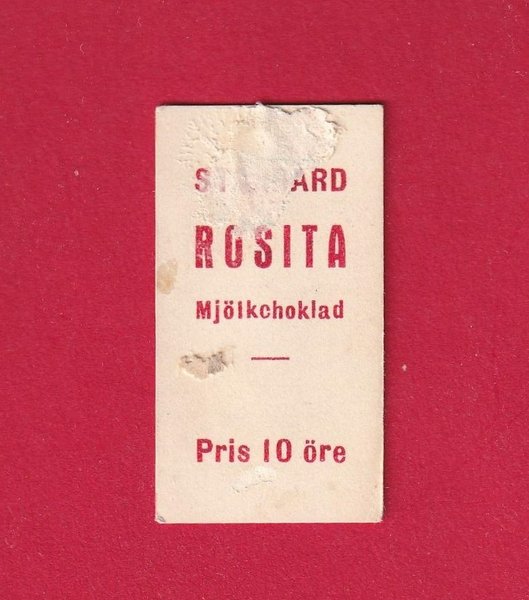 ROSITA
Mjölkchoklad
Pris 10 öre